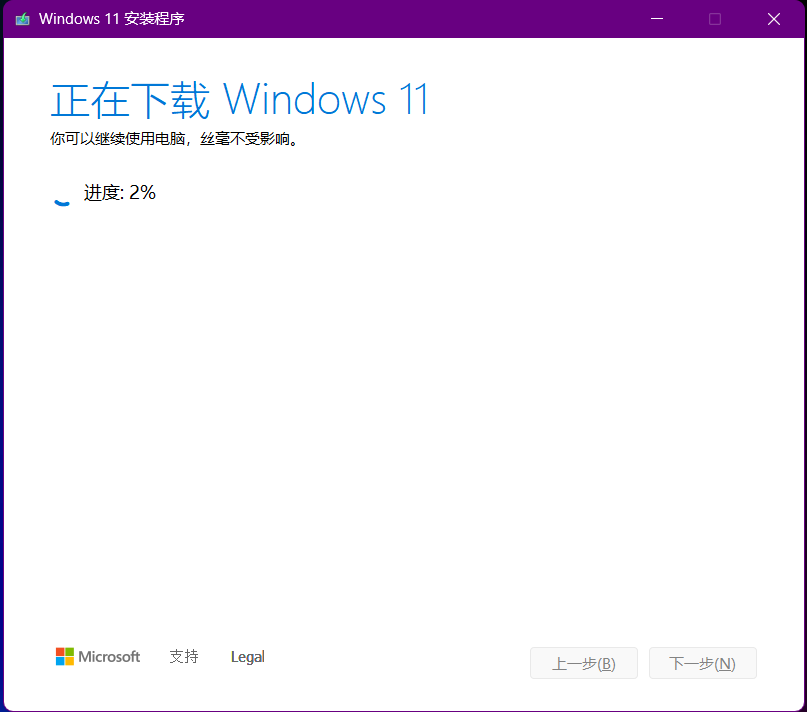 Windows 11 安装程序
正在下载 Windows 11
你可以继续使用电脑，丝毫不受影响。
进度: 2%
Microsoft 支持 Legal 上一步(B) 下一步(N)